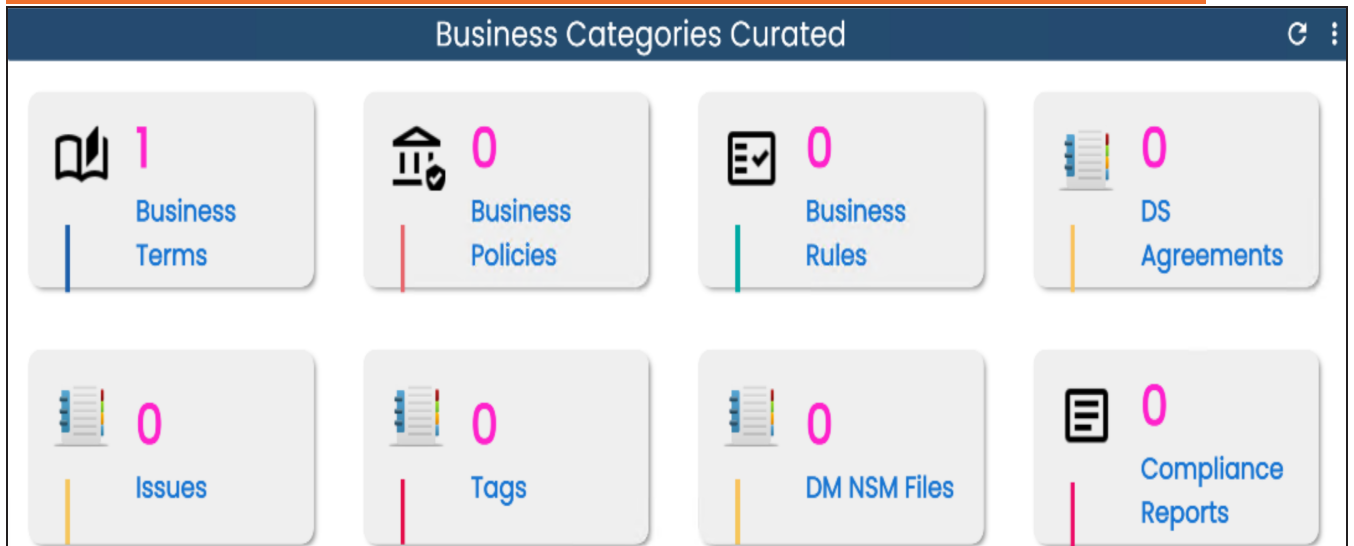 Business Categories Curated
1
Business
Terms
0
Business
Policies
0
Business
Rules
0
DS
Agreements
0
Issues
0
Tags
0
DM NSM Files
0
Compliance
Reports